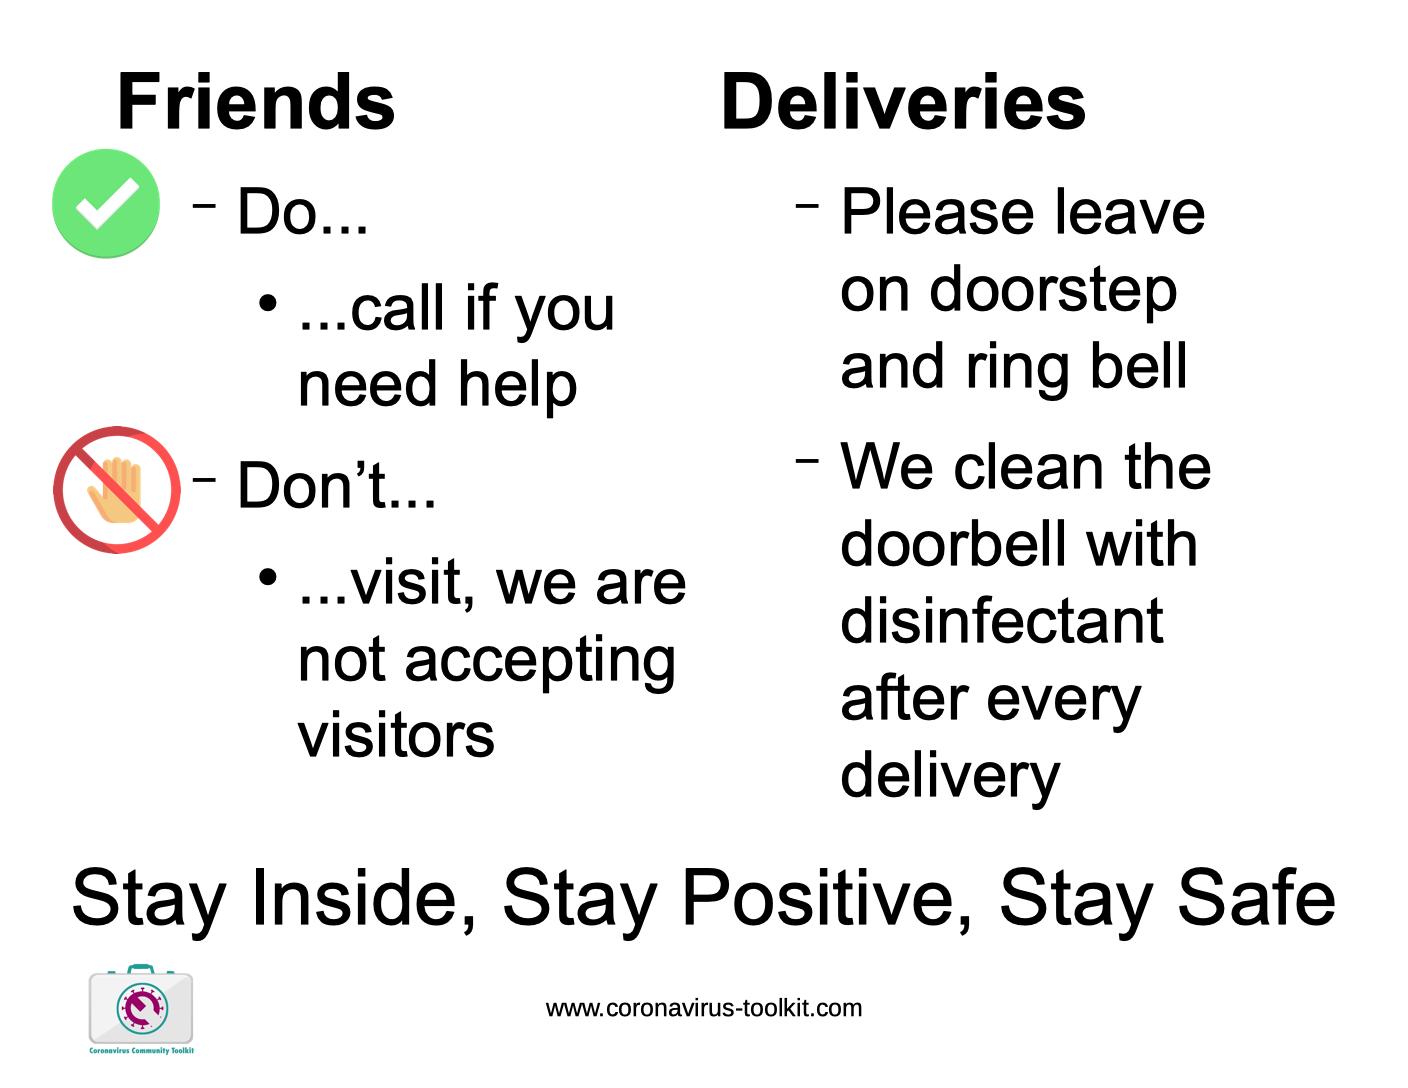 Friends
– Do...
• ...call if you
need help
– Don’t...
• ...visit, we are
not accepting
visitors
Deliveries
– Please leave
on doorstep
and ring bell
– We clean the
doorbell with
disinfectant
after every
delivery
Stay Inside, Stay Positive, Stay Safe
Coronavirus Community Toolkit
www.coronavirus-toolkit.com